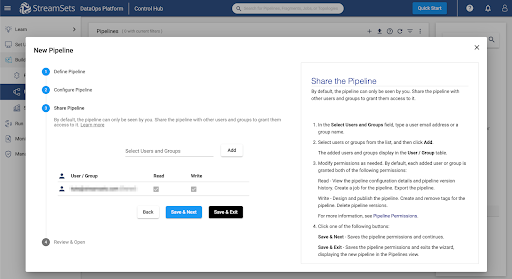 StreamSets DataOps Platform Control Hub Quick Start
Learn
Pipelines
Set U
Build
Run
New Pipeline
1 Define Pipeline
2 Configure Pipeline
3 Share Pipeline
By default, the pipeline can only be seen by you. Share the pipeline with other users and groups to grant them
access to it. Learn more
Select Users and Groups Add
User / Group Read Write
Back Save & Next Save & Exit
4 Review & Open
Share the Pipeline
By default, the pipeline can only be seen by you. Share the pipeline with
other users and groups to grant them access to it.
1. In the Select Users and Groups field, type a user email address or a
group name.
2. Select users or groups from the list, and then click Add.
The added users and groups display in the User / Group table.
3. Modify permissions as needed. By default, each added user or group is
granted both of the following permissions:
Read - View the pipeline configuration details and pipeline version
history. Create a job for the pipeline. Export the pipeline.
Write - Design and publish the pipeline. Create and remove tags for the
pipeline. Delete pipeline versions.
For more information, see Pipeline Permissions.
4. Click one of the following buttons:
Save & Next - Saves the pipeline permissions and continues.
Save & Exit - Saves the pipeline permissions and exits the wizard,
displaying the new pipeline in the Pipelines view.